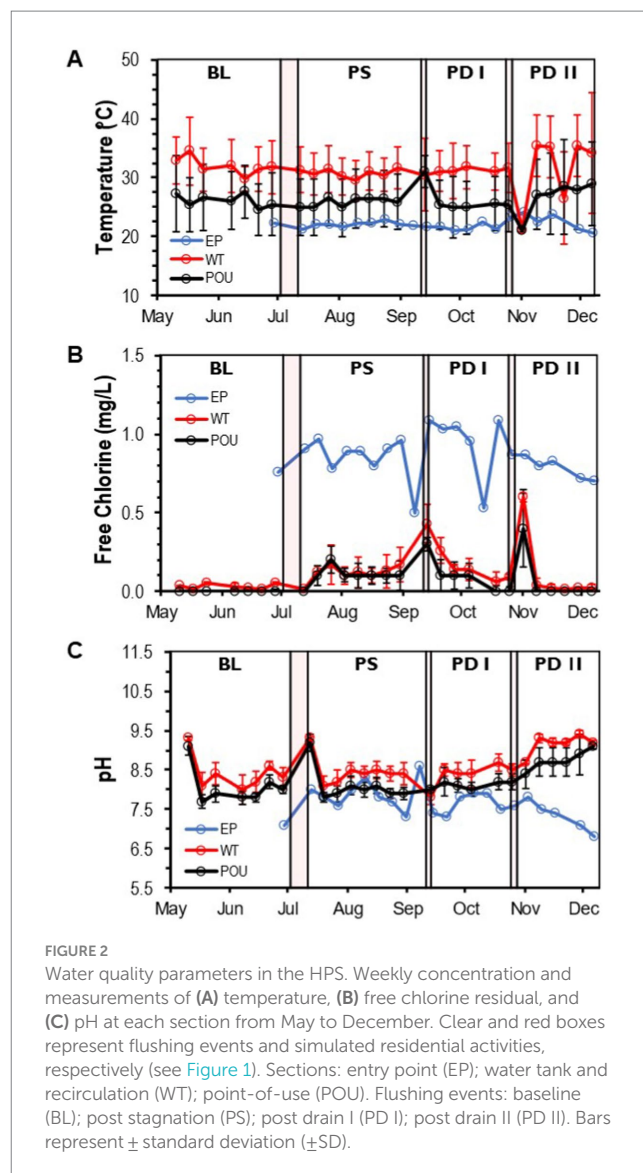 A
BL PS PD I PD II
Temperature (ºC)
50
40
30
20
10
EP
WT
POU
May Jun Jul Aug Sep Oct Nov Dec
B
BL PS PD I PD II
Free Chlorine (mg/L)
1.5
1.0
0.5
0.0
EP
WT
POU
May Jun Jul Aug Sep Oct Nov Dec
C
BL PS PD I PD II
pH
11.5
10.5
9.5
8.5
7.5
6.5
5.5
EP
WT
POU
May Jun Jul Aug Sep Oct Nov Dec
FIGURE 2
Water quality parameters in the HPS. Weekly concentration and
measurements of (A) temperature, (B) free chlorine residual, and
(C) pH at each section from May to December. Clear and red boxes
represent flushing events and simulated residential activities,
respectively (see Figure 1). Sections: entry point (EP); water tank and
recirculation (WT); point-of-use (POU). Flushing events: baseline
(BL); post stagnation (PS); post drain I (PD I); post drain II (PD II). Bars
represent ± standard deviation (±SD).